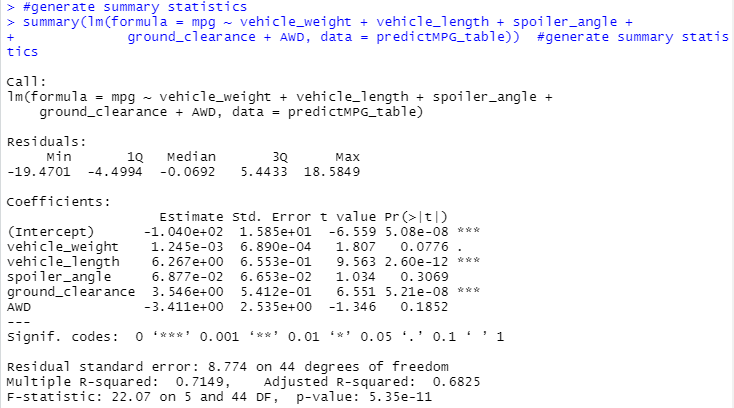 > #generate summary statistics
> summary(lm(formula = mpg ~ vehicle_weight + vehicle_length + spoiler_angle +
+             ground_clearance + AWD, data = predictMPG_table))  #generate summary statis
tics

Call:
lm(formula = mpg ~ vehicle_weight + vehicle_length + spoiler_angle +
    ground_clearance + AWD, data = predictMPG_table)

Residuals:
     Min       1Q   Median       3Q      Max
-19.4701  -4.4994  -0.0692   5.4433  18.5849

Coefficients:
                   Estimate Std. Error t value Pr(>|t|)
(Intercept)      -1.040e+02  1.585e+01  -6.559 5.08e-08 ***
vehicle_weight    1.245e-03  6.890e-04   1.807   0.0776 .
vehicle_length    6.267e+00  6.553e-01   9.563 2.60e-12 ***
spoiler_angle     6.877e-02  6.653e-02   1.034   0.3069
ground_clearance  3.546e+00  5.412e-01   6.551 5.21e-08 ***
AWD              -3.411e+00  2.535e+00  -1.346   0.1852
---
Signif. codes:  0 ‘***’ 0.001 ‘**’ 0.01 ‘*’ 0.05 ‘.’ 0.1 ‘ ’ 1

Residual standard error: 8.774 on 44 degrees of freedom
Multiple R-squared:  0.7149,    Adjusted R-squared:  0.6825
F-statistic: 22.07 on 5 and 44 DF,  p-value: 5.35e-11